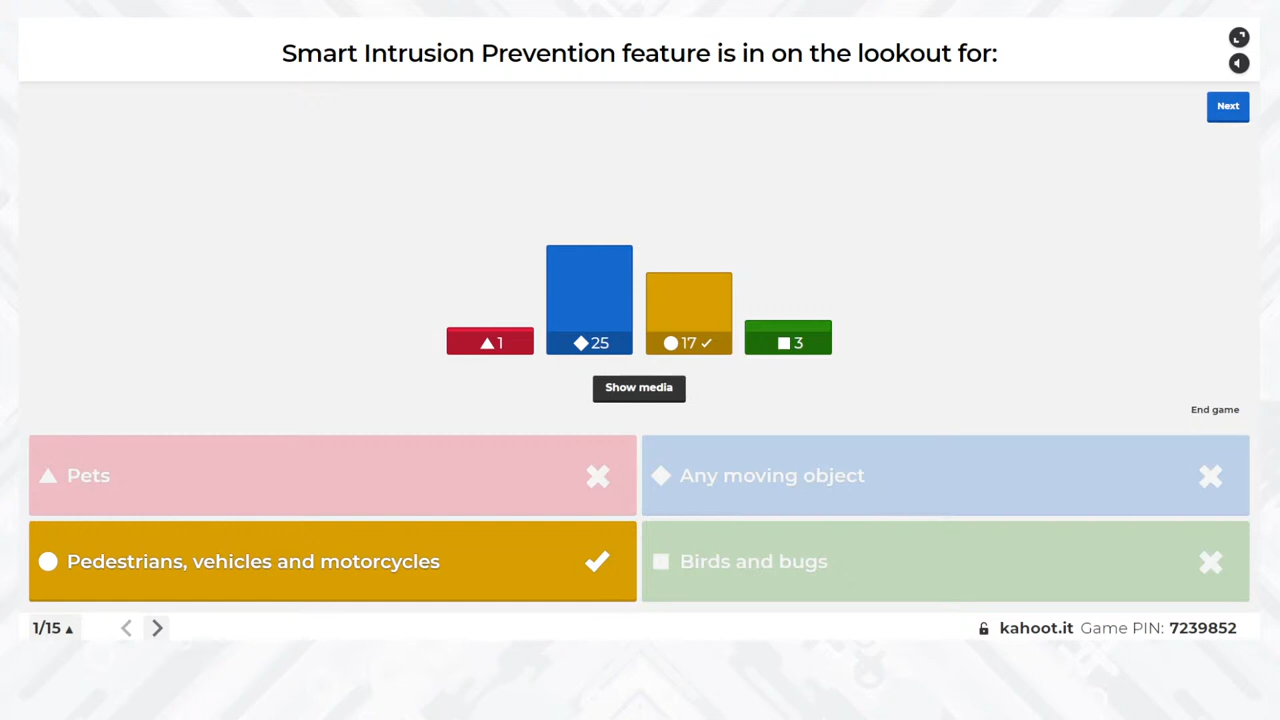 Smart Intrusion Prevention feature is in on the lookout for:
Next
1
25
17
3
Show media
End game
Pets
Any moving object
Pedestrians, vehicles and motorcycles
Birds and bugs
1/15
kahoot.it Game PIN: 7239852